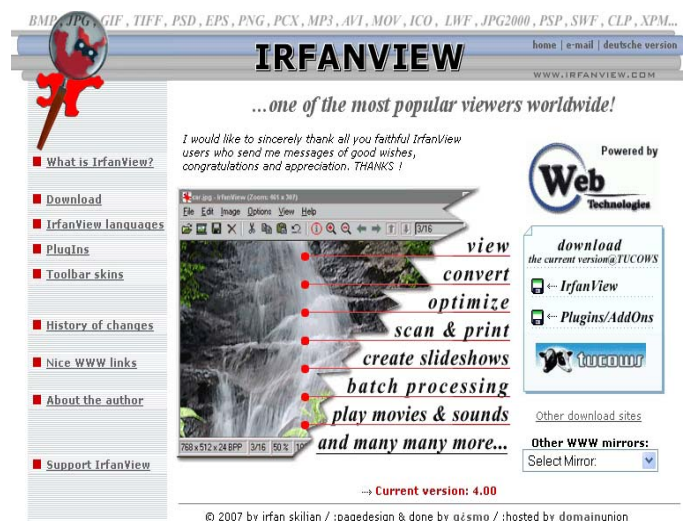 BMP , JPG , GIF , TIFF , PSD , EPS , PNG , PCX , MP3 , AVI , MOV , ICO , LWF , JPG2000 , PSP , SWF , CLP , XPM...
home | e-mail | deutsche version
IRFANVIEW
WWW.IRFANVIEW.COM
...one of the most popular viewers worldwide!
I would like to sincerely thank all you faithful IrfanView
users who send me messages of good wishes,
congratulations and appreciation. THANKS !
What is IrfanView?
Download
IrfanView languages
PlugIns
Toolbar skins
History of changes
Nice WWW links
About the author
Support IrfanView
File Edit Image Options View Help
3/16
view
convert
optimize
scan & print
create slideshows
batch processing
play movies & sounds
and many many more...
768 x 512 x 24 BPP 3/16 50 %
Powered by
Web
Technologies
download
the current version@TUCOWS
IrfanView
Plugins/AddOns
tucows
Other download sites
Other WWW mirrors:
Select Mirror:
Current version: 4.00
© 2007 by irfan skilian / :pagedesign & done by gésmo / :hosted by domainunion